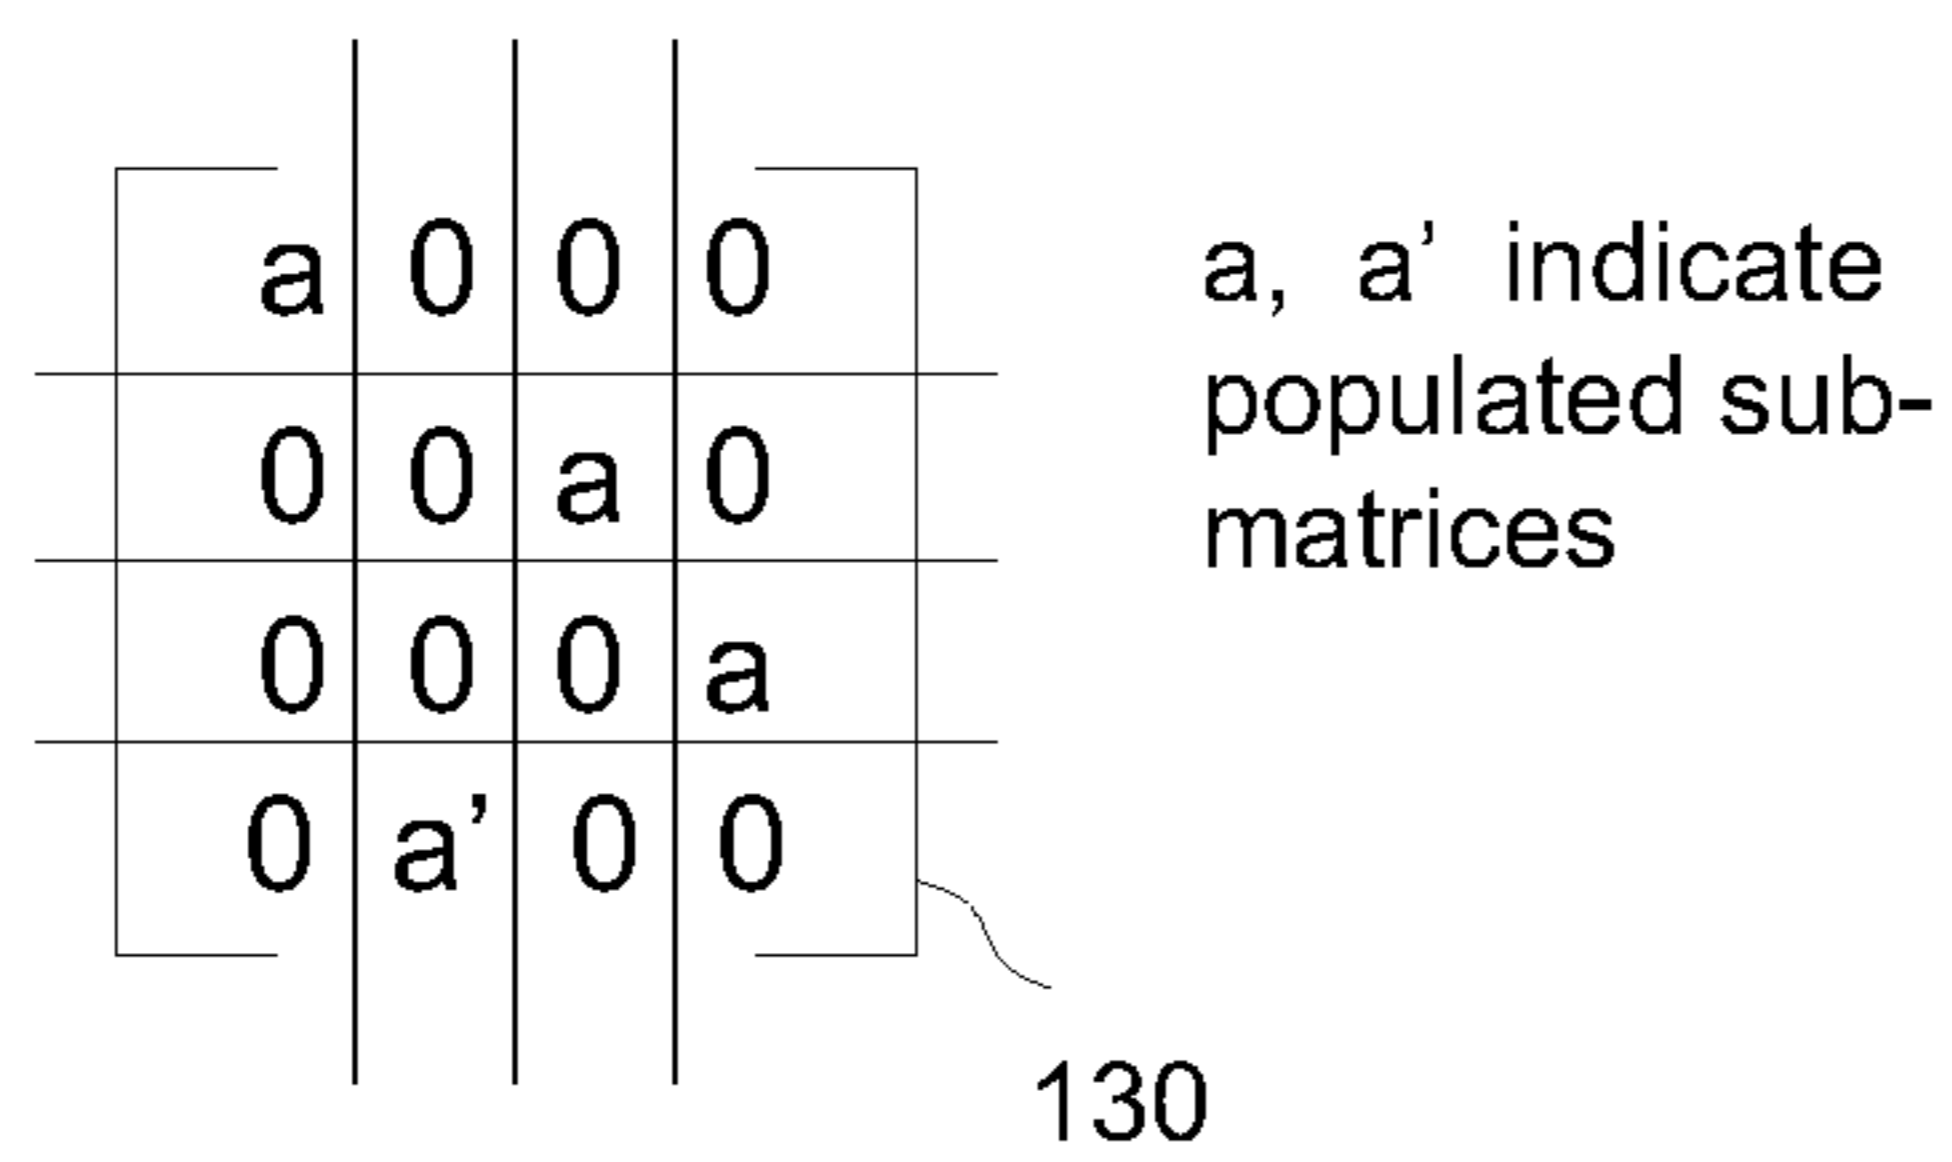 a 0 0 0
0 0 a 0
0 0 0 a
0 a’ 0 0
a, a’ indicate
populated sub-
matrices
130